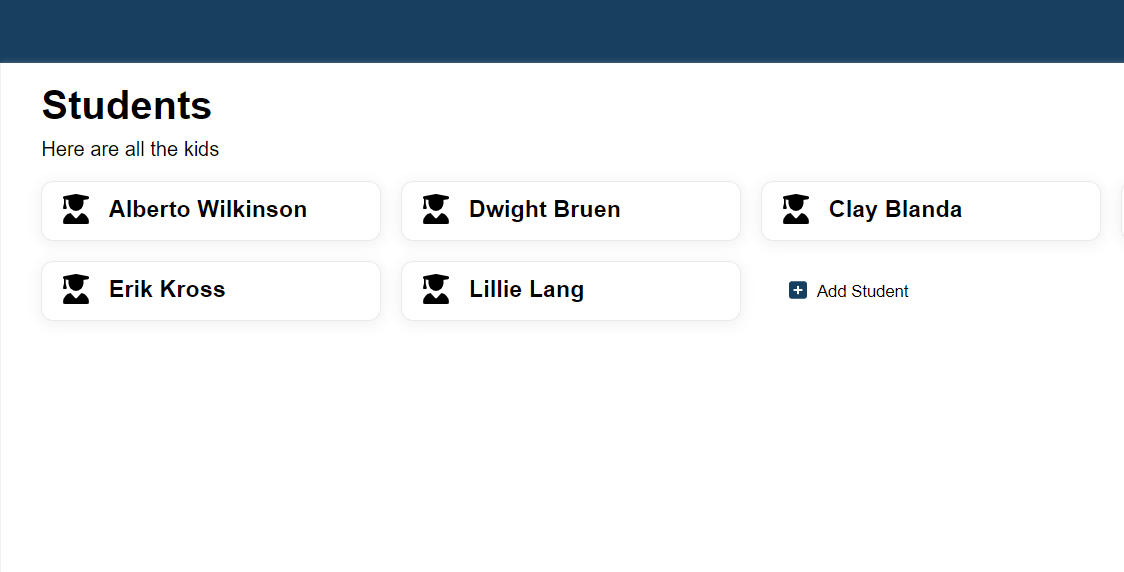 Students
Here are all the kids
Alberto Wilkinson
Dwight Bruen
Clay Blanda
Erik Kross
Lillie Lang
Add Student